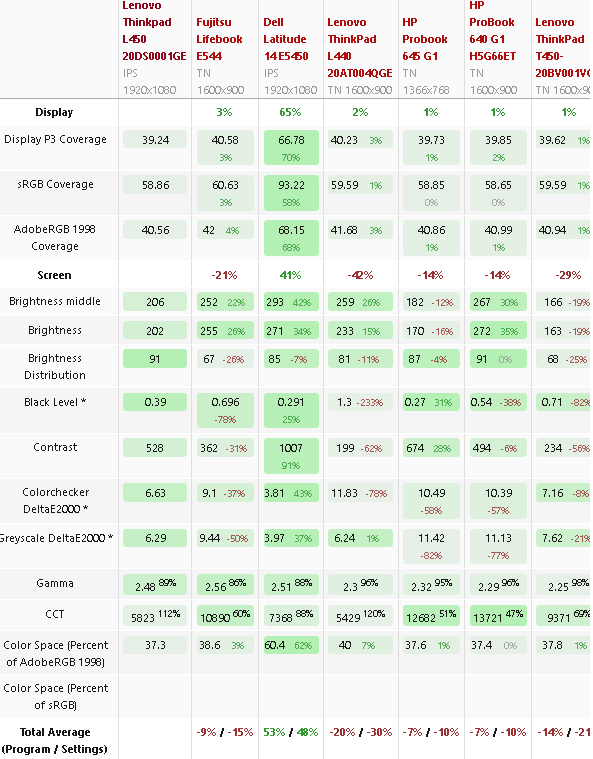 Lenovo Thinkpad L450 20DS0001GE IPS 1920x1080
Fujitsu Lifebook E544 TN 1600x900
Dell Latitude 14 E5450 IPS 1920x1080
Lenovo ThinkPad L440 20AT004QGE TN 1600x900
HP Probook 645 G1 TN 1366x768
HP ProBook 640 G1 H5G66ET TN 1600x900
Lenovo ThinkPad T450-20BV001V TN 1600x900
Display 3% 65% 2% 1% 1% 1%
Display P3 Coverage 39.24 40.58 3% 66.78 70% 40.23 3% 39.73 1% 39.85 2% 39.62 1%
sRGB Coverage 58.86 60.63 3% 93.22 58% 59.59 1% 58.85 0% 58.65 0% 59.59 1%
AdobeRGB 1998 Coverage 40.56 42 4% 68.15 68% 41.68 3% 40.86 1% 40.99 1% 40.94 1%
Screen -21% 41% -42% -14% -14% -29%
Brightness middle 206 252 22% 293 42% 259 26% 182 -12% 267 30% 166 -19%
Brightness 202 255 26% 271 34% 233 15% 170 -16% 272 35% 163 -19%
Brightness Distribution 91 67 -26% 85 -7% 81 -11% 87 -4% 91 0% 68 -25%
Black Level * 0.39 0.696 -78% 0.291 25% 1.3 -233% 0.27 31% 0.54 -38% 0.71 -82%
Contrast 528 362 -31% 1007 91% 199 -62% 674 28% 494 -6% 234 -56%
Colorchecker DeltaE2000 * 6.63 9.1 -37% 3.81 43% 11.83 -78% 10.49 -58% 10.39 -57% 7.16 -8%
Greyscale DeltaE2000 * 6.29 9.44 -50% 3.97 37% 6.24 1% 11.42 -82% 11.13 -77% 7.62 -21%
Gamma 2.48 89% 2.56 86% 2.51 88% 2.3 96% 2.32 95% 2.29 96% 2.25 98%
CCT 5823 112% 10890 60% 7368 88% 5429 120% 12682 51% 13721 47% 9371 69%
Color Space (Percent of AdobeRGB 1998) 37.3 38.6 3% 60.4 62% 40 7% 37.6 1% 37.4 0% 37.8 1%
Color Space (Percent of sRGB)
Total Average (Program / Settings) -9% / -15% 53% / 48% -20% / -30% -7% / -10% -7% / -10% -14% / -21